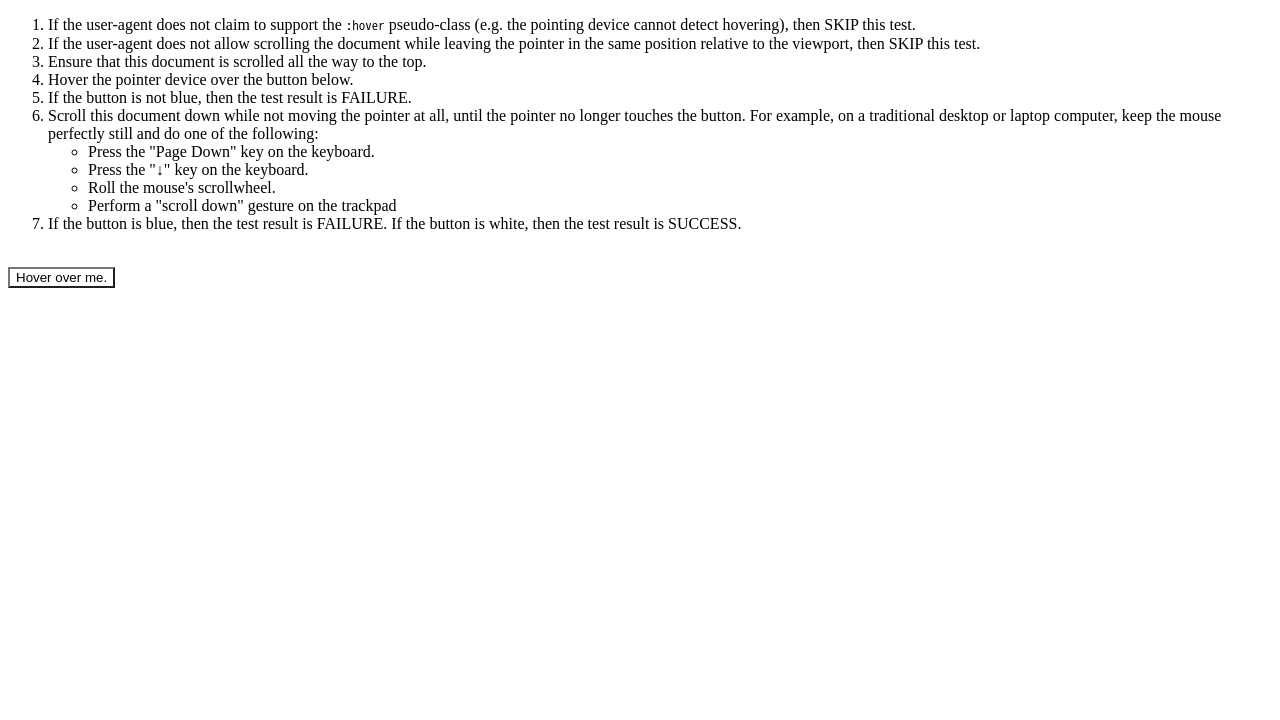 1. If the user-agent does not claim to support the :hover pseudo-class (e.g. the pointing device cannot detect hovering), then SKIP this test.
2. If the user-agent does not allow scrolling the document while leaving the pointer in the same position relative to the viewport, then SKIP this test.
3. Ensure that this document is scrolled all the way to the top.
4. Hover the pointer device over the button below.
5. If the button is not blue, then the test result is FAILURE.
6. Scroll this document down while not moving the pointer at all, until the pointer no longer touches the button. For example, on a traditional desktop or laptop computer, keep the mouse
perfectly still and do one of the following:
◦ Press the "Page Down" key on the keyboard.
◦ Press the "↓" key on the keyboard.
◦ Roll the mouse's scrollwheel.
◦ Perform a "scroll down" gesture on the trackpad
7. If the button is blue, then the test result is FAILURE. If the button is white, then the test result is SUCCESS.
Hover over me.